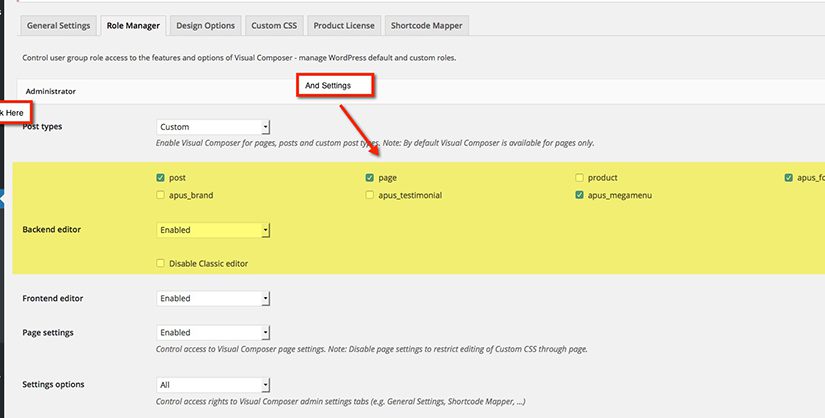 General Settings Role Manager Design Options Custom CSS Product License Shortcode Mapper
Control user group role access to the features and options of Visual Composer - manage WordPress default and custom roles.
And Settings
Administrator
k Here
Post types Custom
Enable Visual Composer for pages, posts and custom post types. Note: By default Visual Composer is available for pages only.
post page product apus_fo
apus_brand apus_testimonial apus_megamenu
Backend editor Enabled
Disable Classic editor
Frontend editor Enabled
Page settings Enabled
Control access to Visual Composer page settings. Note: Disable page settings to restrict editing of Custom CSS through page.
Settings options All
Control access rights to Visual Composer admin settings tabs (e.g. General Settings, Shortcode Mapper, ...)